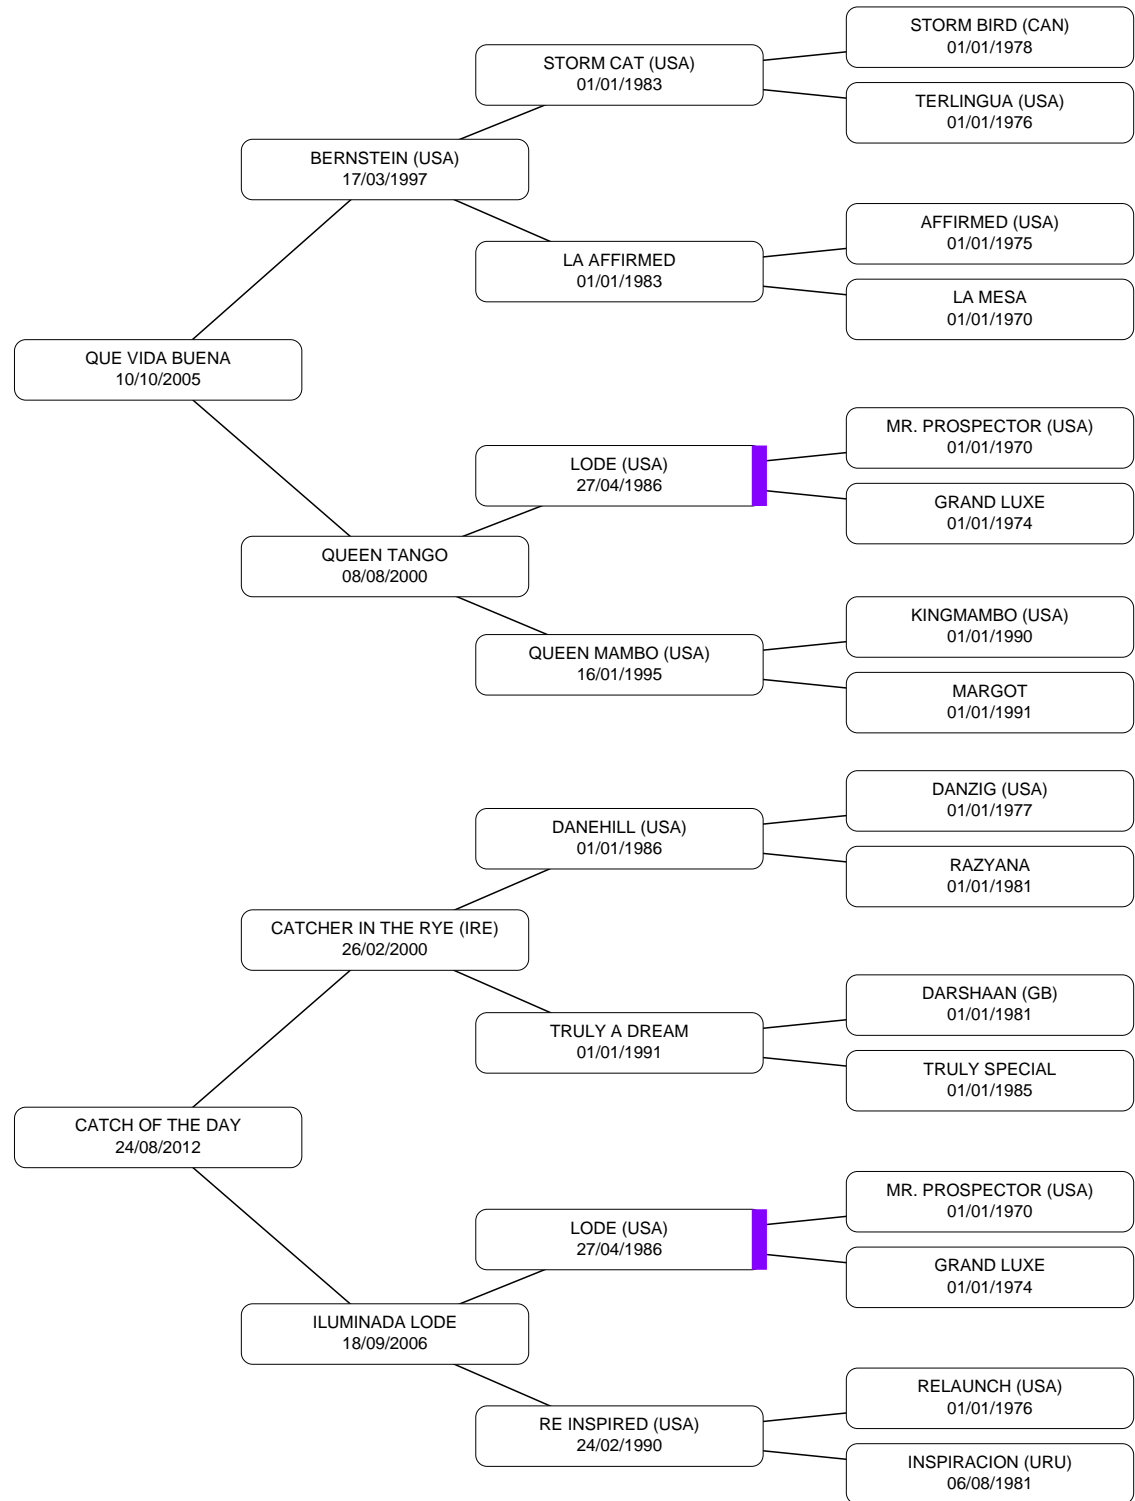 STORM BIRD (CAN)
01/01/1978
STORM CAT (USA)
01/01/1983
TERLINGUA (USA)
01/01/1976
BERNSTEIN (USA)
17/03/1997
AFFIRMED (USA)
01/01/1975
LA AFFIRMED
01/01/1983
LA MESA
01/01/1970
QUE VIDA BUENA
10/10/2005
MR. PROSPECTOR (USA)
01/01/1970
LODE (USA)
27/04/1986
GRAND LUXE
01/01/1974
QUEEN TANGO
08/08/2000
KINGMAMBO (USA)
01/01/1990
QUEEN MAMBO (USA)
16/01/1995
MARGOT
01/01/1991
DANZIG (USA)
01/01/1977
DANEHILL (USA)
01/01/1986
RAZYANA
01/01/1981
CATCHER IN THE RYE (IRE)
26/02/2000
DARSHAAN (GB)
01/01/1981
TRULY A DREAM
01/01/1991
TRULY SPECIAL
01/01/1985
CATCH OF THE DAY
24/08/2012
MR. PROSPECTOR (USA)
01/01/1970
LODE (USA)
27/04/1986
GRAND LUXE
01/01/1974
ILUMINADA LODE
18/09/2006
RELAUNCH (USA)
01/01/1976
RE INSPIRED (USA)
24/02/1990
INSPIRACION (URU)
06/08/1981